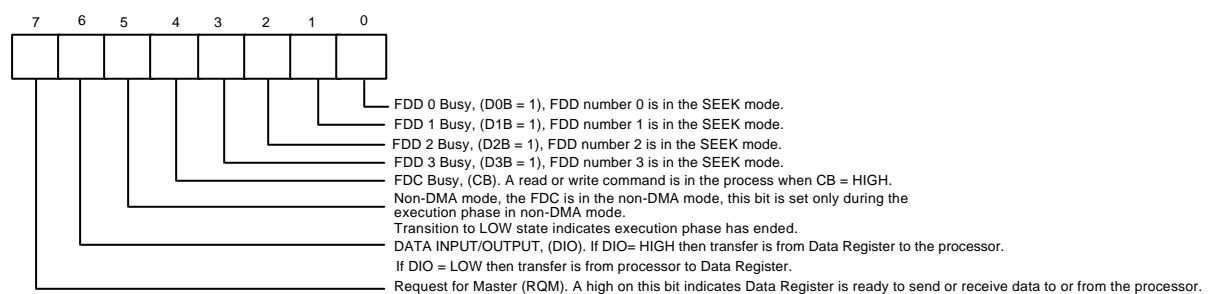 7 6 5 4 3 2 1 0
FDD 0 Busy, (D0B = 1), FDD number 0 is in the SEEK mode.
FDD 1 Busy, (D1B = 1), FDD number 1 is in the SEEK mode.
FDD 2 Busy, (D2B = 1), FDD number 2 is in the SEEK mode.
FDD 3 Busy, (D3B = 1), FDD number 3 is in the SEEK mode.
FDC Busy, (CB). A read or write command is in the process when CB = HIGH.
Non-DMA mode, the FDC is in the non-DMA mode, this bit is set only during the
execution phase in non-DMA mode.
Transition to LOW state indicates execution phase has ended.
DATA INPUT/OUTPUT, (DIO). If DIO= HIGH then transfer is from Data Register to the processor.
If DIO = LOW then transfer is from processor to Data Register.
Request for Master (RQM). A high on this bit indicates Data Register is ready to send or receive data to or from the processor.